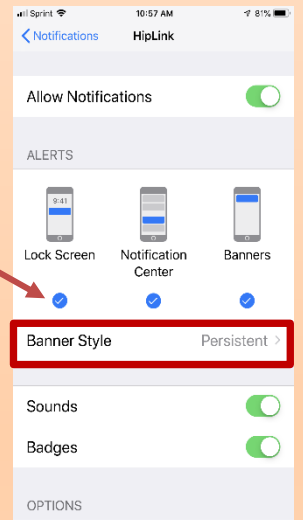 Sprint 10:57 AM 81%
Notifications HipLink
Allow Notifications
ALERTS
9:41
Lock Screen Notification Center Banners
Banner Style Persistent
Sounds
Badges
OPTIONS